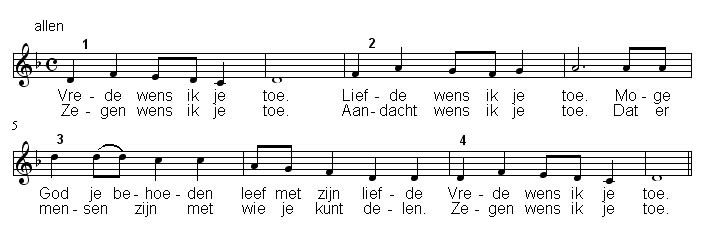 allen
1 2
Vre-de wens ik je toe. Lief-de wens ik je toe. Mo-ge
Ze-gen wens ik je toe. Aan-dacht wens ik je toe. Dat er
5
3 4
God je be-hoe-den leef met zijn lief-de Vre-de wens ik je toe.
men-sen zijn met wie je kunt de-len. Ze-gen wens ik je toe.